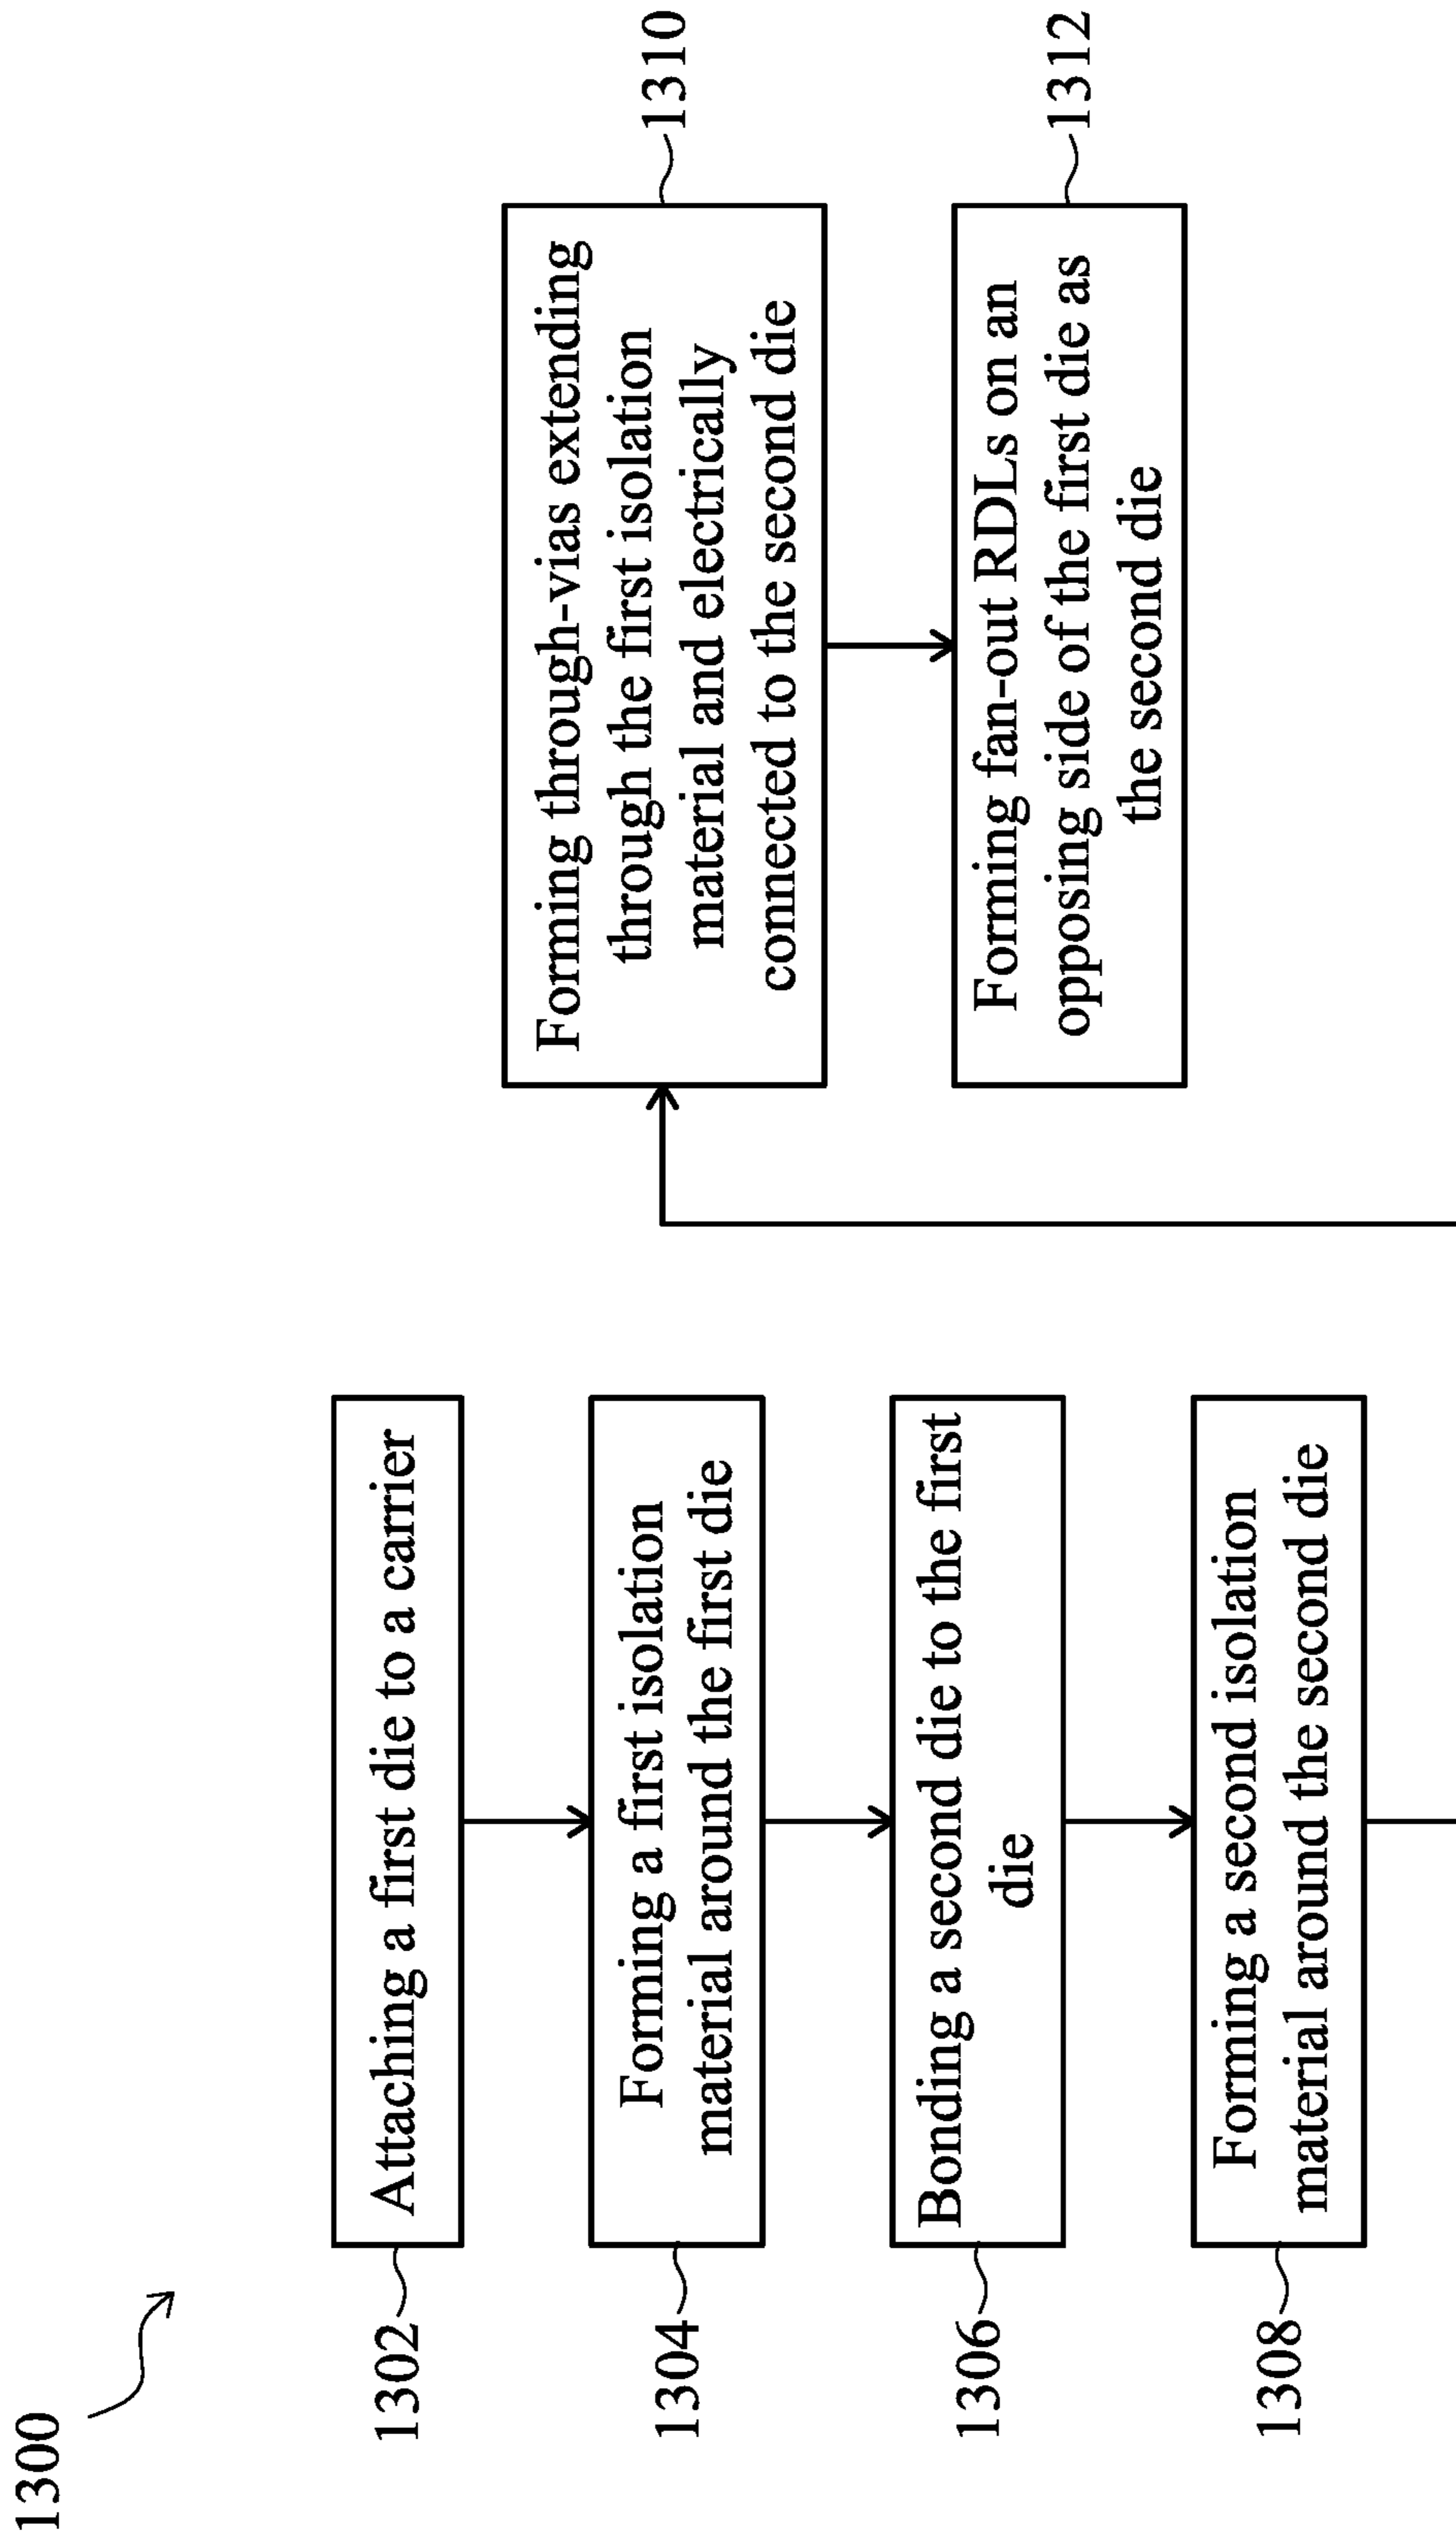 1300
1302
Attaching a first die to a carrier
1304
Forming a first isolation
material around the first die
1306
Bonding a second die to the first
die
1308
Forming a second isolation
material around the second die
Forming through-vias extending
through the first isolation
material and electrically
connected to the second die
1310
Forming fan-out RDLs on an
opposing side of the first die as
the second die
1312